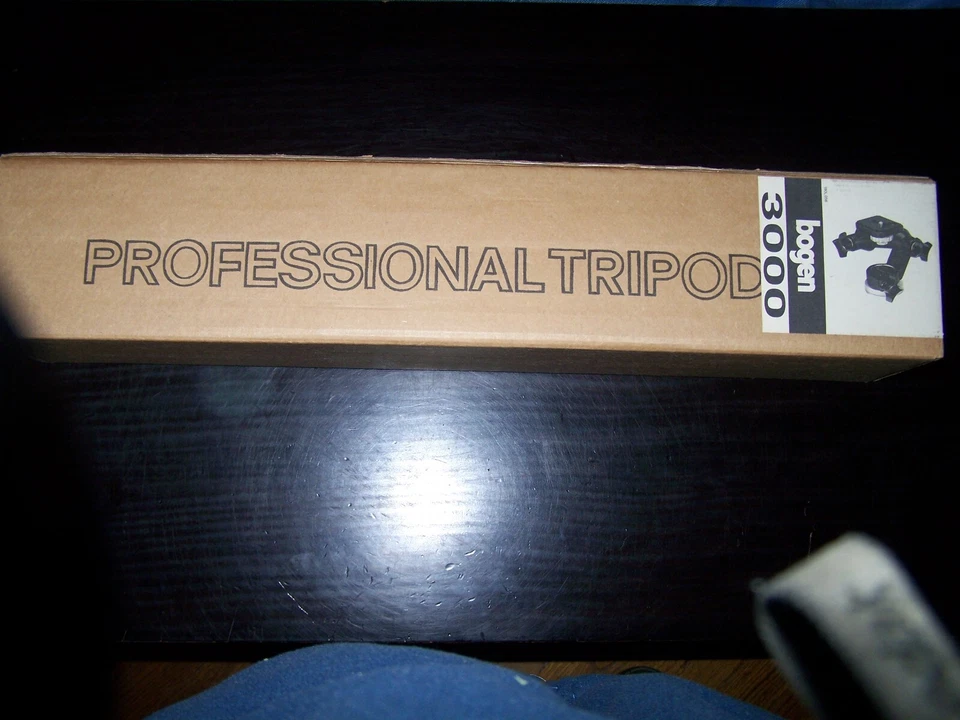 PROFESSIONAL TRIPOD
bogen
3000